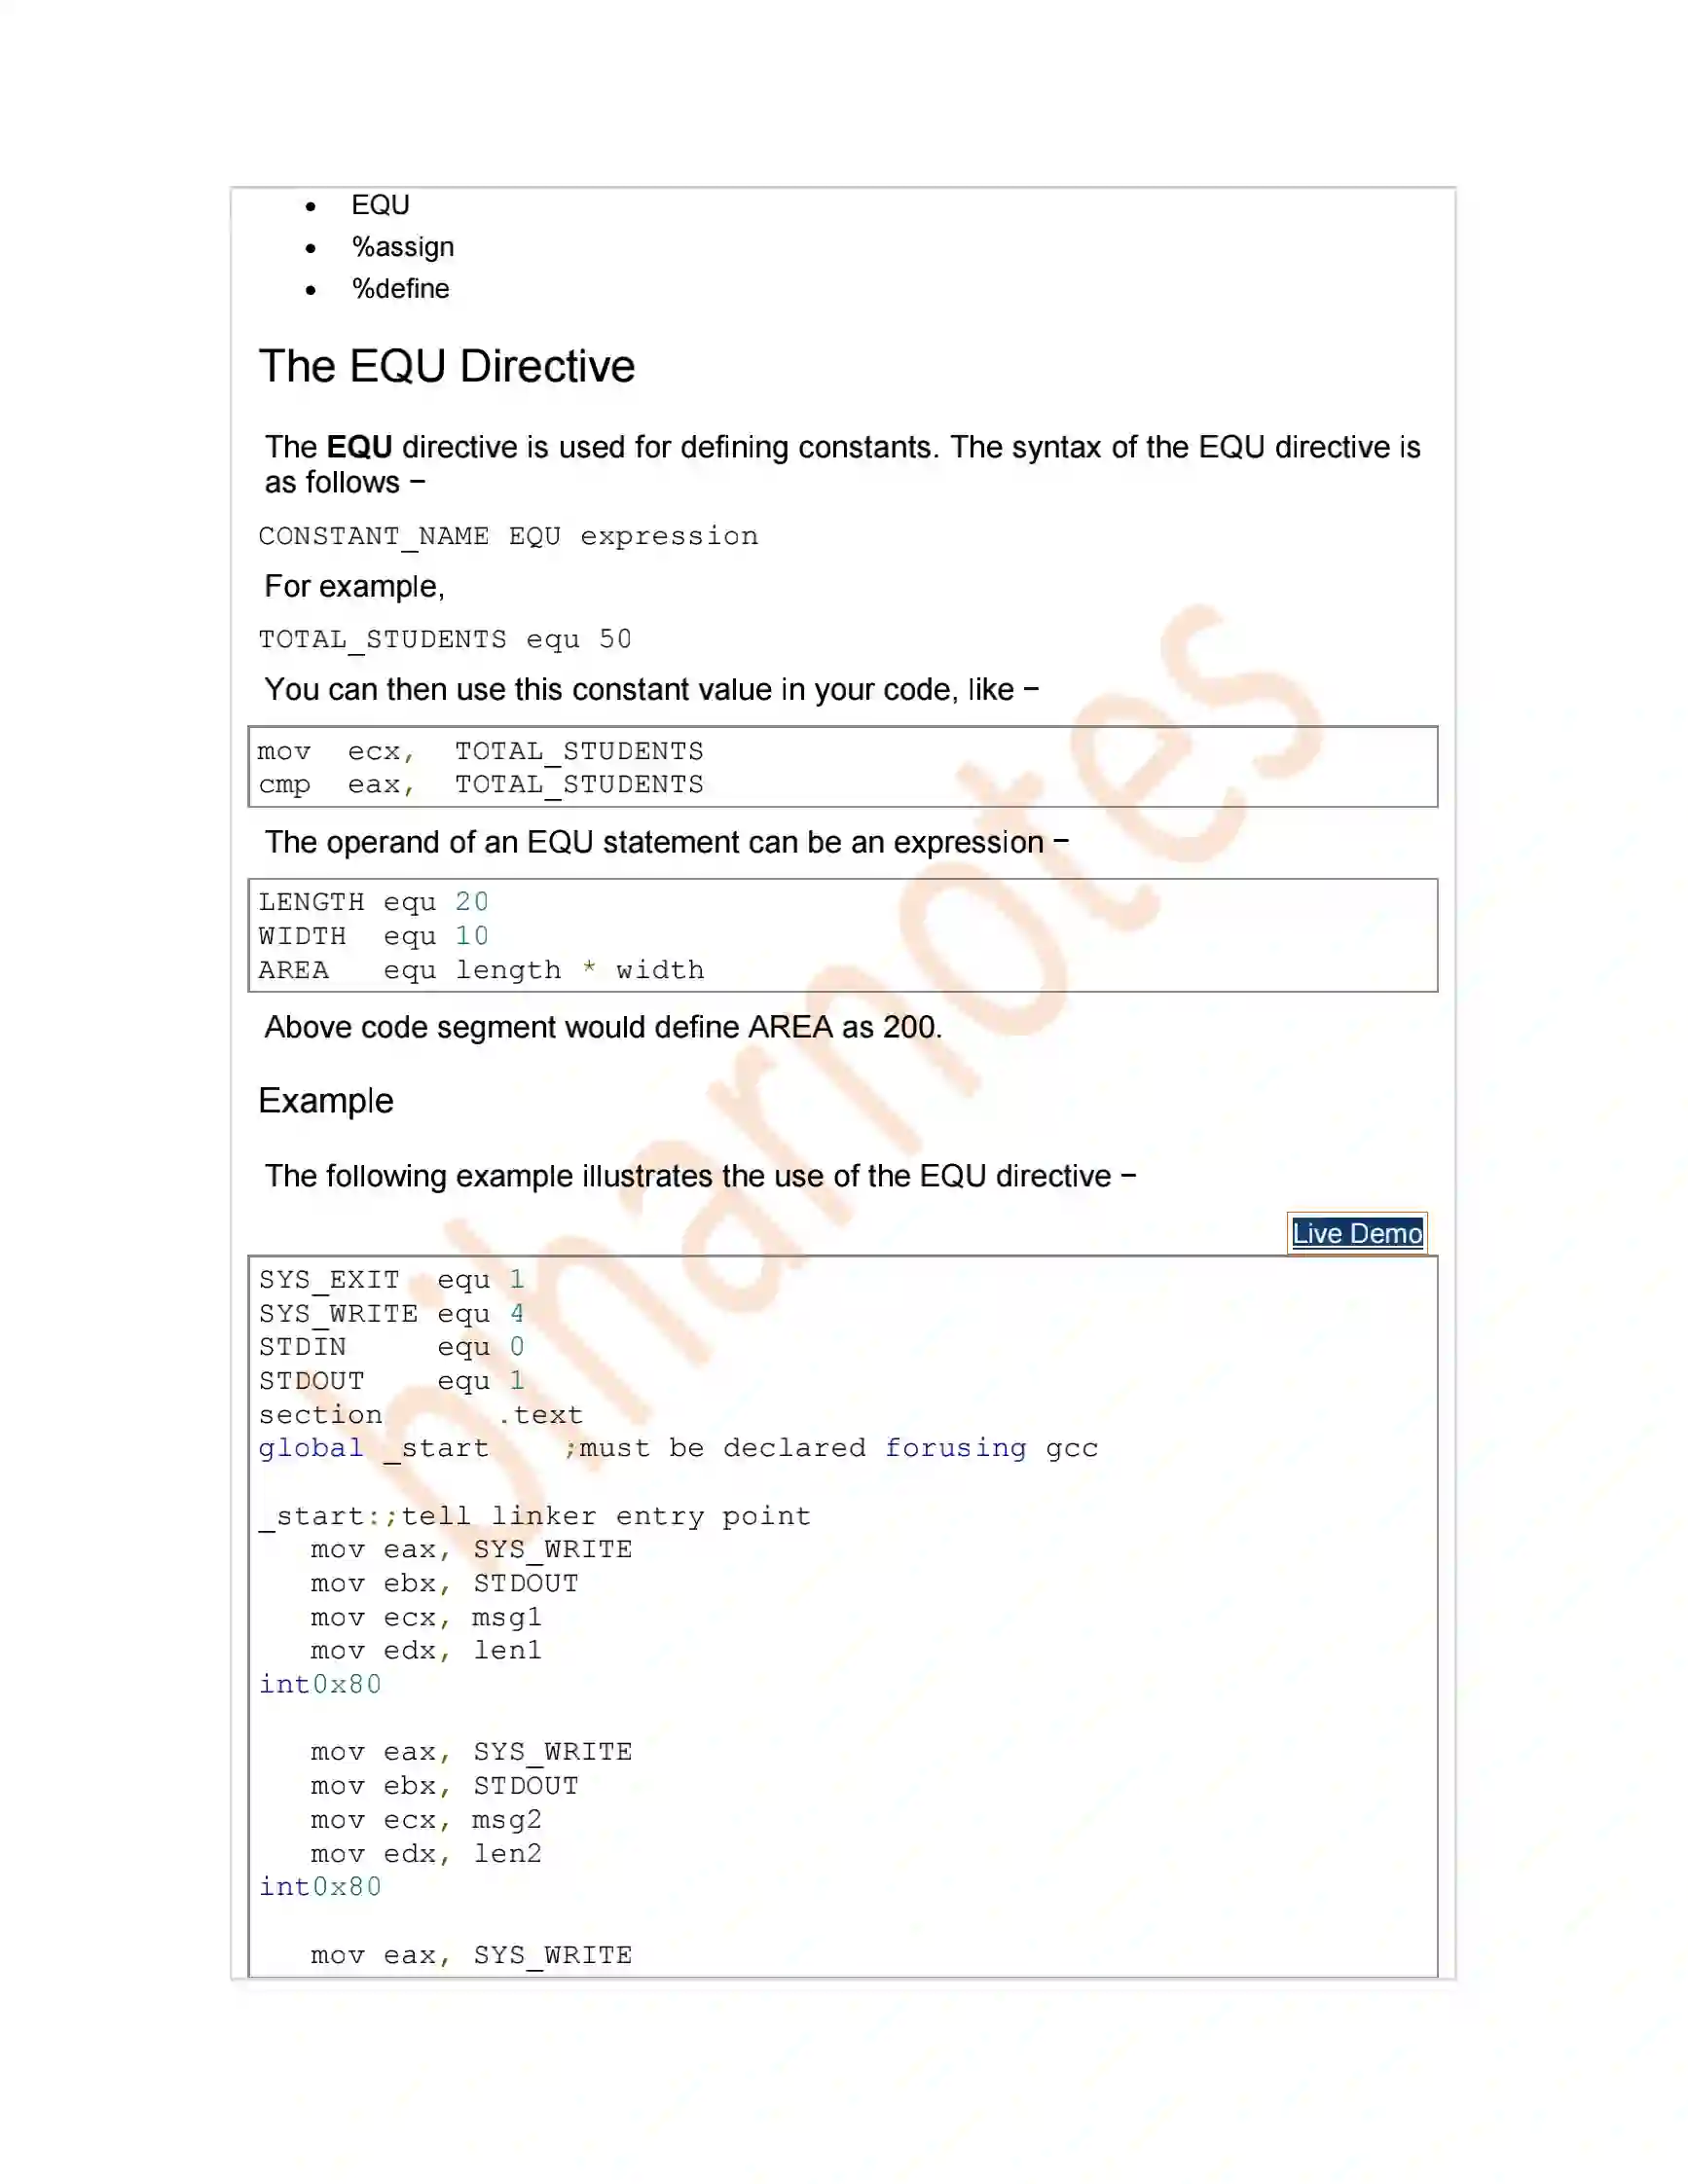 • EQU
• %assign
• %define
The EQU Directive
The EQU directive is used for defining constants. The syntax of the EQU directive is
as follows −
CONSTANT_NAME EQU expression
For example,
TOTAL_STUDENTS equ 50
You can then use this constant value in your code, like −
mov  ecx,  TOTAL_STUDENTS
cmp  eax,  TOTAL_STUDENTS
The operand of an EQU statement can be an expression −
LENGTH equ 20
WIDTH  equ 10
AREA   equ length * width
Above code segment would define AREA as 200.
Example
The following example illustrates the use of the EQU directive −
Live Demo
SYS_EXIT  equ 1
SYS_WRITE equ 4
STDIN     equ 0
STDOUT    equ 1
section      .text
global _start    ;must be declared forusing gcc
_start:;tell linker entry point
   mov eax, SYS_WRITE
   mov ebx, STDOUT
   mov ecx, msg1
   mov edx, len1
int0x80
   mov eax, SYS_WRITE
   mov ebx, STDOUT
   mov ecx, msg2
   mov edx, len2
int0x80
   mov eax, SYS_WRITE
biharnotes